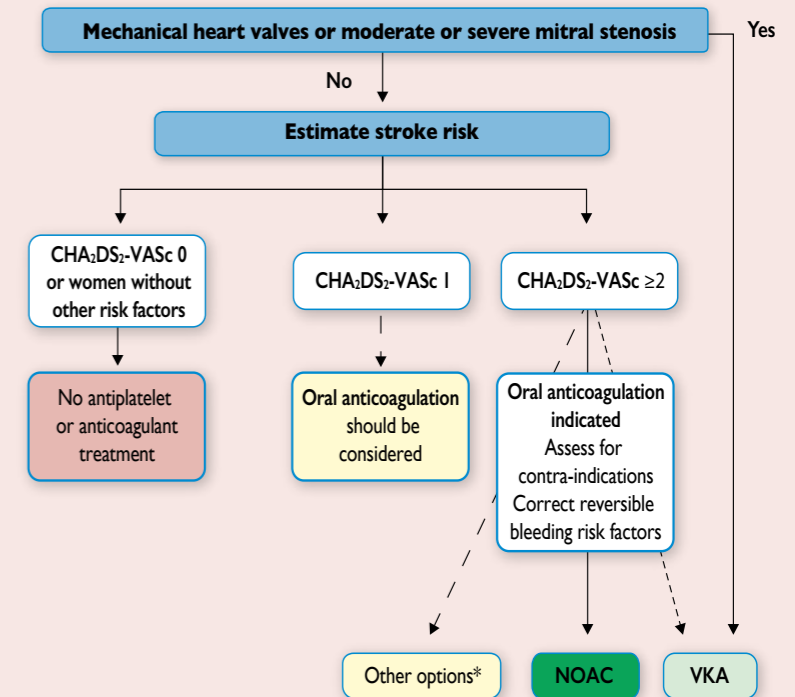 Mechanical heart valves or moderate or severe mitral stenosis
Yes
No
Estimate stroke risk
CHA₂DS₂-VASc 0
or women without
other risk factors
CHA₂DS₂-VASc 1
CHA₂DS₂-VASc ≥2
No antiplatelet
or anticoagulant
treatment
Oral anticoagulation
should be
considered
Oral anticoagulation
indicated
Assess for
contra-indications
Correct reversible
bleeding risk factors
Other options*
NOAC
VKA